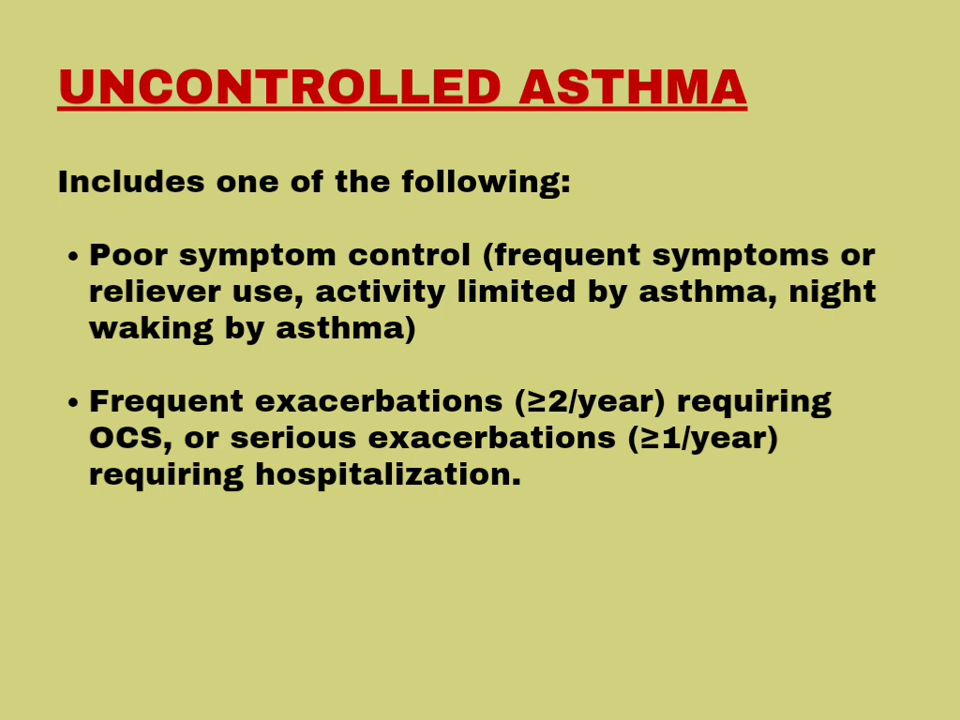 UNCONTROLLED ASTHMA
Includes one of the following:
• Poor symptom control (frequent symptoms or
reliever use, activity limited by asthma, night
waking by asthma)
• Frequent exacerbations (≥2/year) requiring
OCS, or serious exacerbations (≥1/year)
requiring hospitalization.